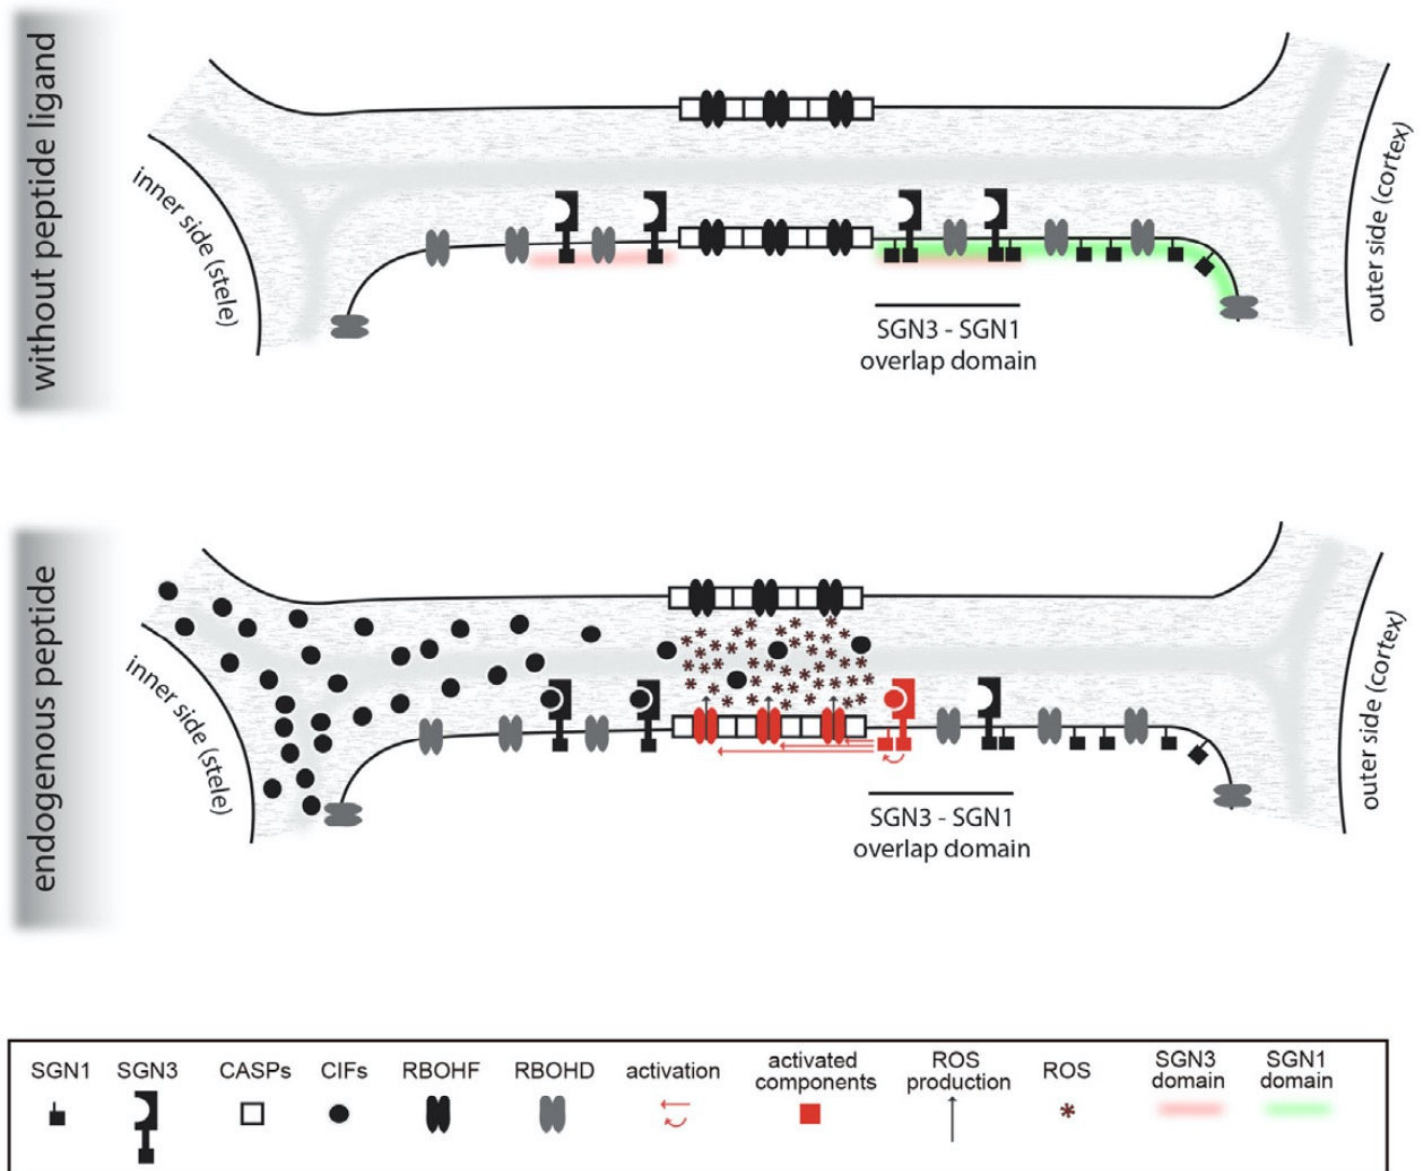 without peptide ligand
inner side (stele)
outer side (cortex)
SGN3 - SGN1
overlap domain
endogenous peptide
inner side (stele)
outer side (cortex)
SGN3 - SGN1
overlap domain
SGN1
SGN3
CASPs
CIFs
RBOHF
RBOHD
activation
activated
components
ROS
production
ROS
SGN3
domain
SGN1
domain